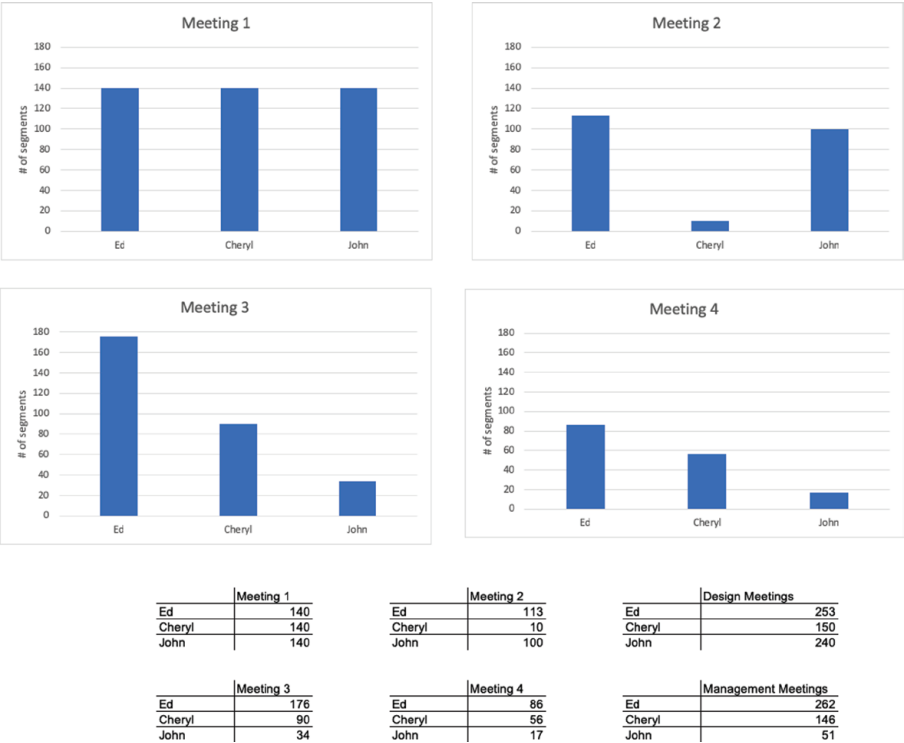 Meeting 1
180
160
140
120
100
80
60
40
20
0
# of segments
Ed Cheryl John
Meeting 2
180
160
140
120
100
80
60
40
20
0
# of segments
Ed Cheryl John
Meeting 3
180
160
140
120
100
80
60
40
20
0
# of segments
Ed Cheryl John
Meeting 4
180
160
140
120
100
80
60
40
20
0
# of segments
Ed Cheryl John
Meeting 1
Ed 140
Cheryl 140
John 140
Meeting 2
Ed 113
Cheryl 10
John 100
Design Meetings
Ed 253
Cheryl 150
John 240
Meeting 3
Ed 176
Cheryl 90
John 34
Meeting 4
Ed 86
Cheryl 56
John 17
Management Meetings
Ed 262
Cheryl 146
John 51